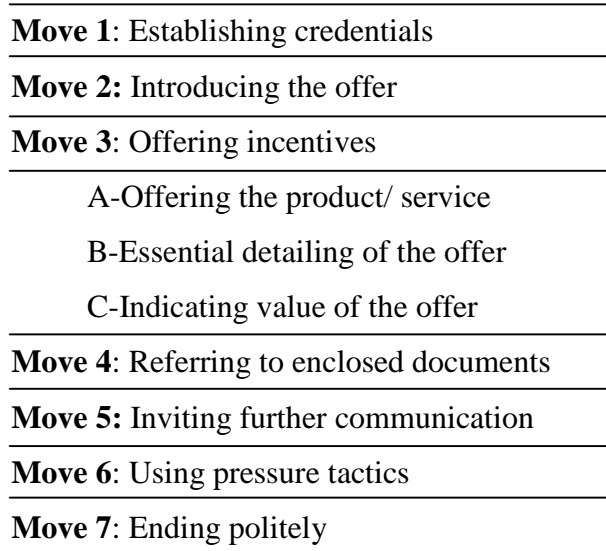 Move 1: Establishing credentials
Move 2: Introducing the offer
Move 3: Offering incentives
A-Offering the product/ service
B-Essential detailing of the offer
C-Indicating value of the offer
Move 4: Referring to enclosed documents
Move 5: Inviting further communication
Move 6: Using pressure tactics
Move 7: Ending politely